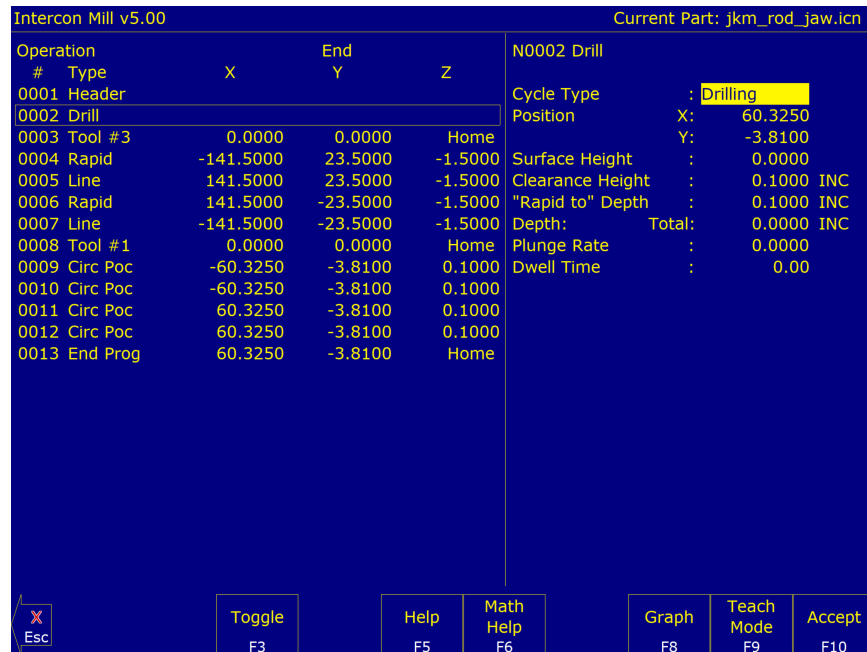 Intercon Mill v5.00 Current Part: jkm_rod_jaw.icn
Operation End
# Type X Y Z
0001 Header
0002 Drill
0003 Tool #3 0.0000 0.0000 Home
0004 Rapid -141.5000 23.5000 -1.5000
0005 Line 141.5000 23.5000 -1.5000
0006 Rapid 141.5000 -23.5000 -1.5000
0007 Line -141.5000 -23.5000 -1.5000
0008 Tool #1 0.0000 0.0000 Home
0009 Circ Poc -60.3250 -3.8100 0.1000
0010 Circ Poc -60.3250 -3.8100 0.1000
0011 Circ Poc 60.3250 -3.8100 0.1000
0012 Circ Poc 60.3250 -3.8100 0.1000
0013 End Prog 60.3250 -3.8100 Home
N0002 Drill
Cycle Type : Drilling
Position X: 60.3250
Y: -3.8100
Surface Height : 0.0000
Clearance Height : 0.1000 INC
"Rapid to" Depth : 0.1000 INC
Depth: Total: 0.0000 INC
Plunge Rate : 0.0000
Dwell Time : 0.00
X Esc
Toggle F3
Help F5
Math Help F6
Graph F8
Teach Mode F9
Accept F10